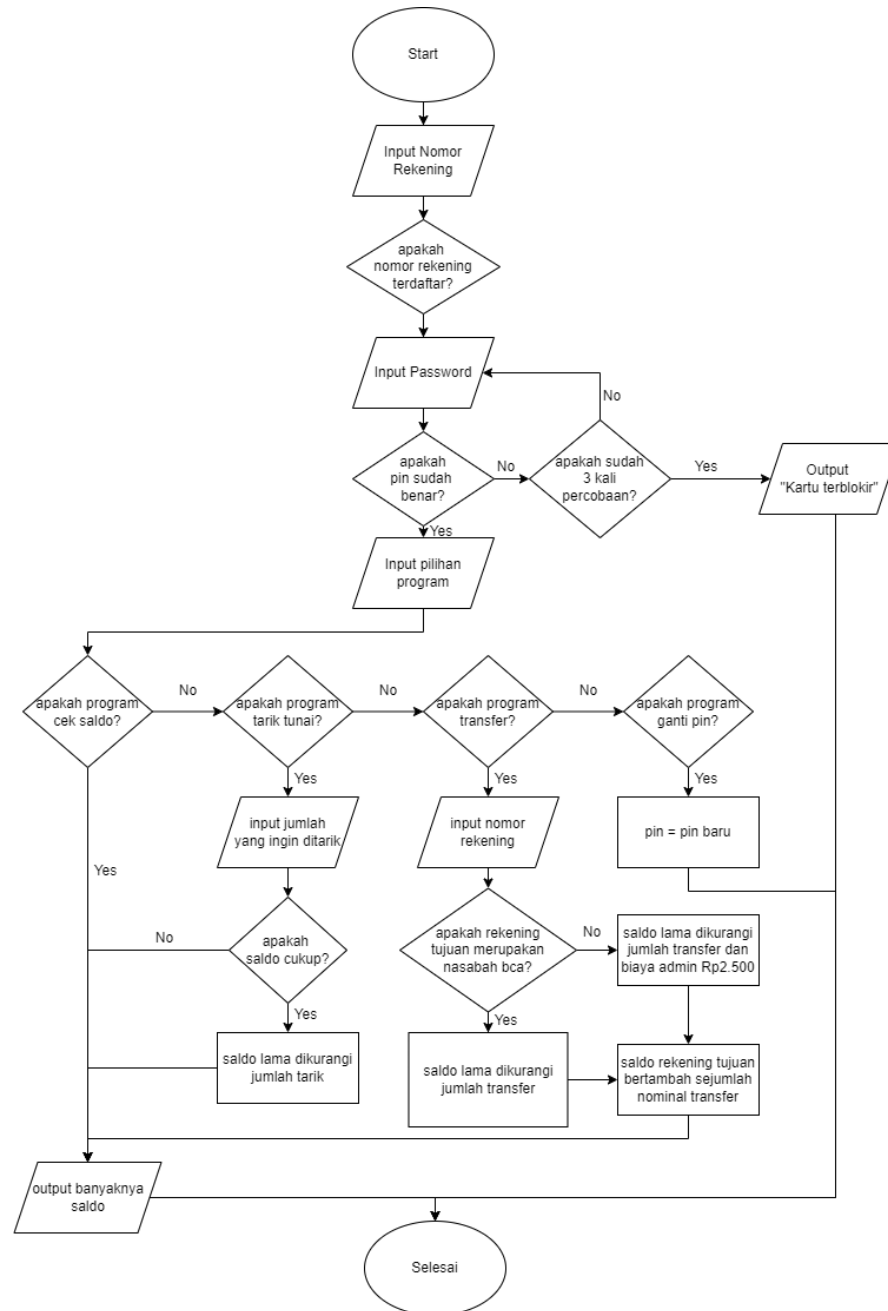 Start
Input Nomor
Rekening
apakah
nomor rekening
terdaftar?
Input Password
No
apakah
pin sudah
benar?
No
apakah sudah
3 kali
percobaan?
Yes
Output
"Kartu terblokir"
Yes
Input pilihan
program
apakah program
cek saldo?
No
apakah program
tarik tunai?
No
apakah program
transfer?
No
apakah program
ganti pin?
Yes
Yes
Yes
input jumlah
yang ingin ditarik
input nomor
rekening
pin = pin baru
Yes
No
apakah
saldo cukup?
apakah rekening
tujuan merupakan
nasabah bca?
No
saldo lama dikurangi
jumlah transfer dan
biaya admin Rp2.500
Yes
Yes
saldo lama dikurangi
jumlah tarik
saldo lama dikurangi
jumlah transfer
saldo rekening tujuan
bertambah sejumlah
nominal transfer
output banyaknya
saldo
Selesai